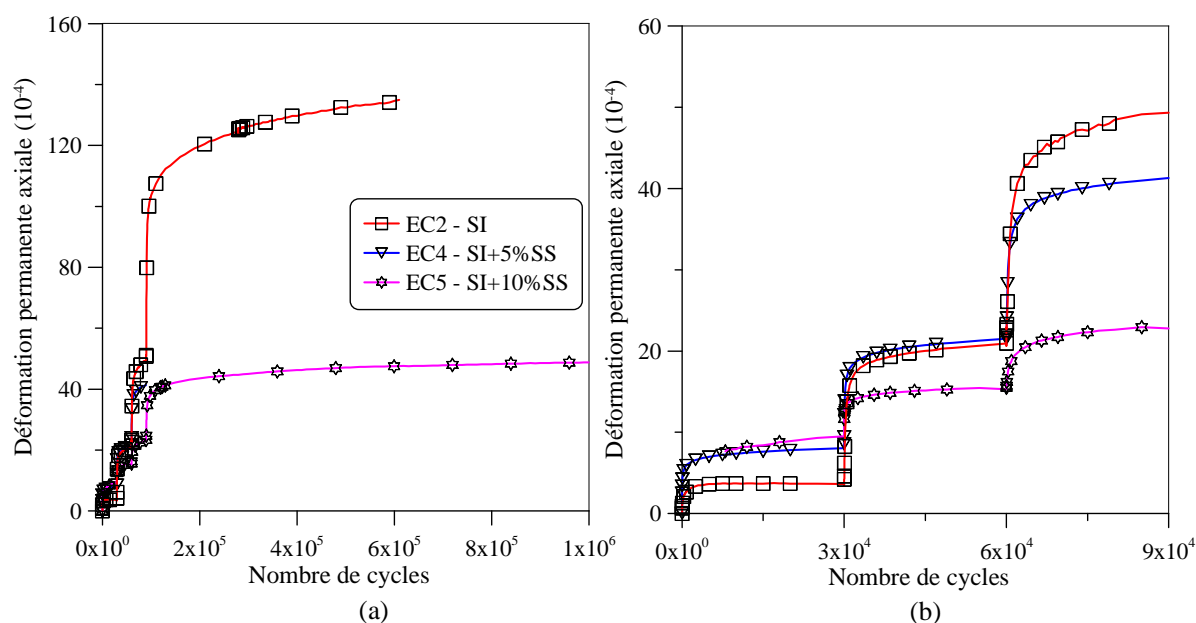 160
120
80
40
0
Déformation permanente axiale (10⁻⁴)
EC2 - SI
EC4 - SI+5%SS
EC5 - SI+10%SS
0x10⁰ 2x10⁵ 4x10⁵ 6x10⁵ 8x10⁵ 1x10⁶
Nombre de cycles
(a)
60
40
20
0
Déformation permanente axiale (10⁻⁴)
0x10⁰ 3x10⁴ 6x10⁴ 9x10⁴
Nombre de cycles
(b)